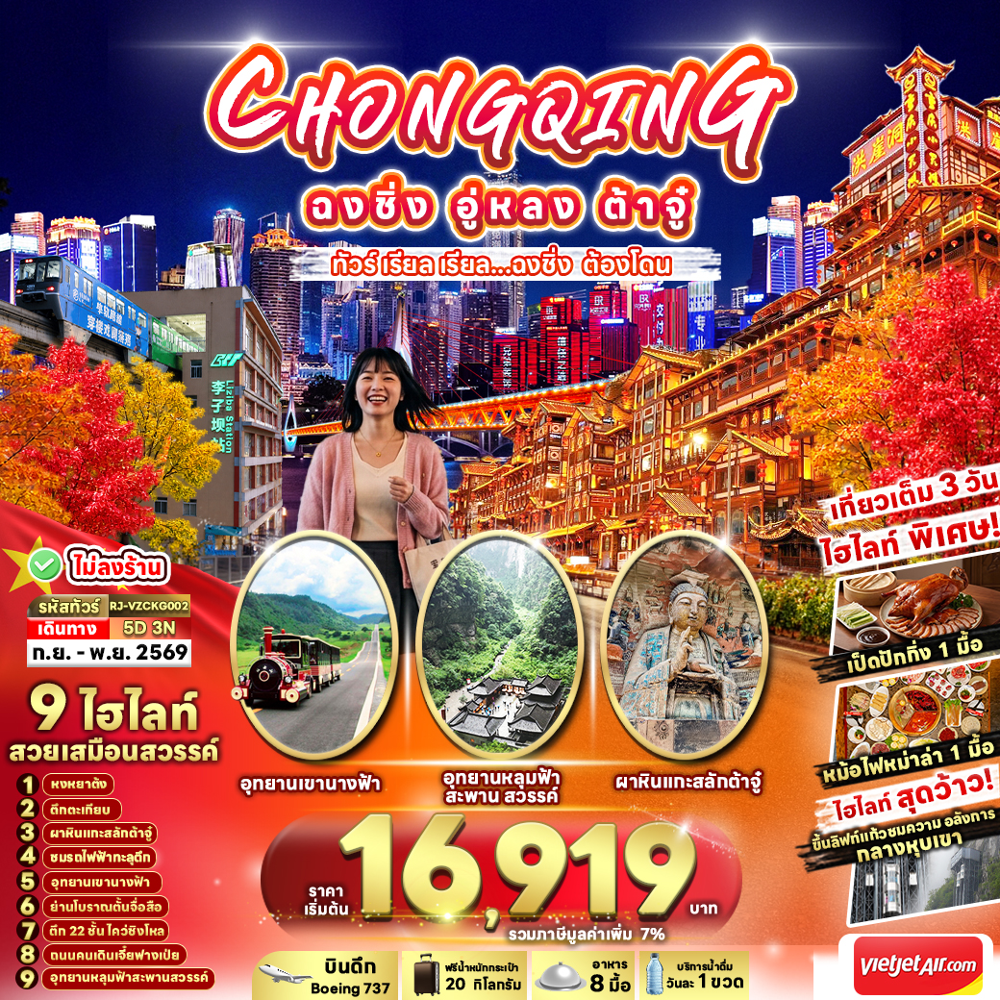 CHONGQING
ฉงชิ่ง อู่หลง ต้าจู๋
ทัวร์ เรียล เรียล...ฉงชิ่ง ต้องโดน
洪崖洞
李子坝站
Liziba Station
เที่ยวเต็ม 3 วัน
ไฮไลท์ พิเศษ!
เป็ดปักกิ่ง 1 มื้อ
หม้อไฟหม่าล่า 1 มื้อ
ไฮไลท์ สุดว้าว!
ขึ้นลิฟท์แก้วชมความ อลังการ
กลางหุบเขา
ไม่ลงร้าน
รหัสทัวร์ RJ-VZCKG002
เดินทาง 5D 3N
ก.ย. - พ.ย. 2569
9 ไฮไลท์
สวยเสมือนสวรรค์
1 หงหยาต้ง
2 ตึกตะเกียบ
3 ผาหินแกะสลักต้าจู๋
4 ชมรถไฟฟ้าทะลุตึก
5 อุทยานเขานางฟ้า
6 ย่านโบราณตั้นจื่อสือ
7 ตึก 22 ชั้น ไคว่ชิงโหล
8 ถนนคนเดินเจี่ยฟางเป่ย
9 อุทยานหลุมฟ้าสะพานสวรรค์
อุทยานเขานางฟ้า
อุทยานหลุมฟ้า
สะพาน สวรรค์
ผาหินแกะสลักต้าจู๋
ราคา
เริ่มต้น
16,919 บาท
รวมภาษีมูลค่าเพิ่ม 7%
บินดึก
Boeing 737
ฟรีน้ำหนักกระเป๋า
20 กิโลกรัม
อาหาร
8 มื้อ
บริการน้ำดื่ม
วันละ 1 ขวด
vietjetAir.com